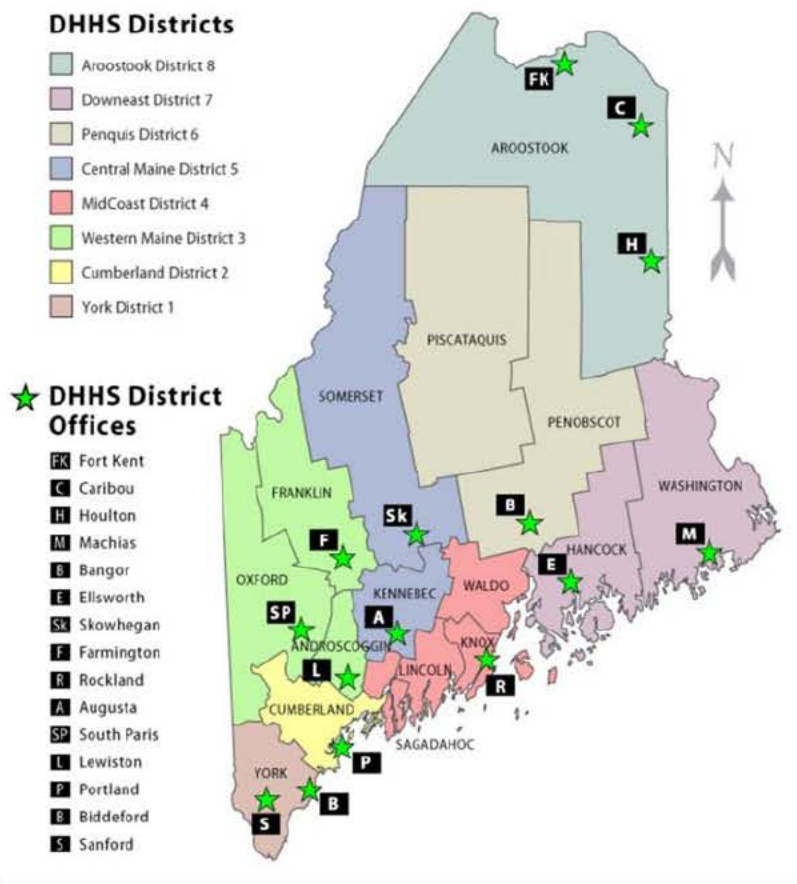 DHHS Districts
Aroostook District 8
Downeast District 7
Penquis District 6
Central Maine District 5
MidCoast District 4
Western Maine District 3
Cumberland District 2
York District 1
DHHS District
Offices
FK Fort Kent
C Caribou
H Houlton
M Machias
B Bangor
E Ellsworth
Sk Skowhegan
F Farmington
R Rockland
A Augusta
SP South Paris
L Lewiston
P Portland
B Biddeford
S Sanford
FK
C
AROOSTOOK
N
H
PISCATAQUIS
SOMERSET
PENOBSCOT
FRANKLIN
WASHINGTON
Sk
B
F
M
HANCOCK
E
OXFORD
KENNEBEC
WALDO
SP
A
ANDROSCOGGIN
KNOX
L
LINCOLN
R
CUMBERLAND
SAGADAHOC
P
YORK
B
S